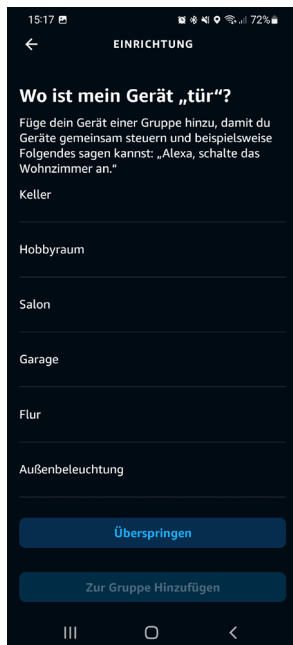 15:17 72%
EINRICHTUNG
Wo ist mein Gerät „tür“?
Füge dein Gerät einer Gruppe hinzu, damit du
Geräte gemeinsam steuern und beispielsweise
Folgendes sagen kannst: „Alexa, schalte das
Wohnzimmer an.“
Keller
Hobbyraum
Salon
Garage
Flur
Außenbeleuchtung
Überspringen
Zur Gruppe Hinzufügen